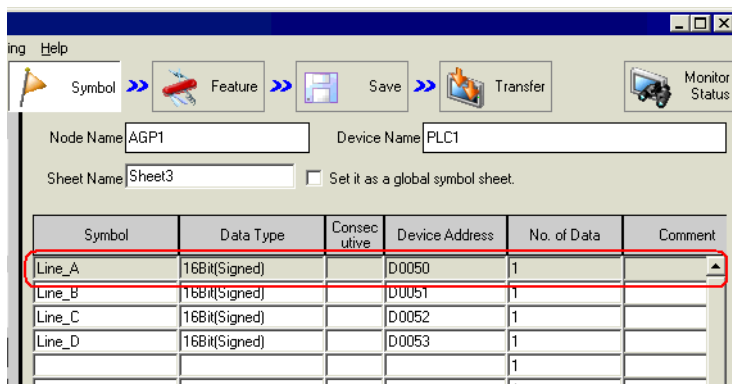 ing Help
Symbol Feature Save Transfer Monitor Status
Node Name AGP1 Device Name PLC1
Sheet Name Sheet3 Set it as a global symbol sheet.
Symbol Data Type Consec utive Device Address No. of Data Comment
Line_A 16Bit(Signed) D0050 1
Line_B 16Bit(Signed) D0051 1
Line_C 16Bit(Signed) D0052 1
Line_D 16Bit(Signed) D0053 1
1